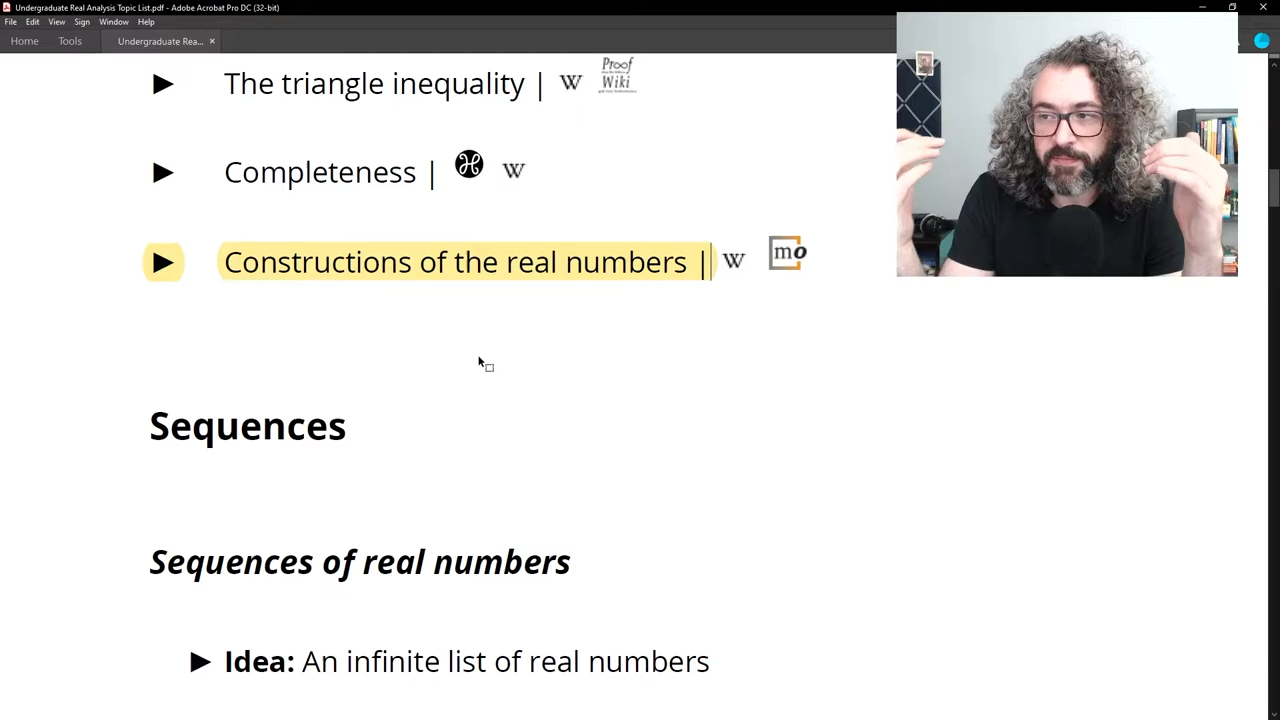 Undergraduate Real Analysis Topic List.pdf - Adobe Acrobat Pro DC (32-bit)
File Edit View Sign Window Help
Home Tools Undergraduate Rea... ×
► The triangle inequality | W Proof Wiki
► Completeness | W
► Constructions of the real numbers | W mo
Sequences
Sequences of real numbers
► Idea: An infinite list of real numbers